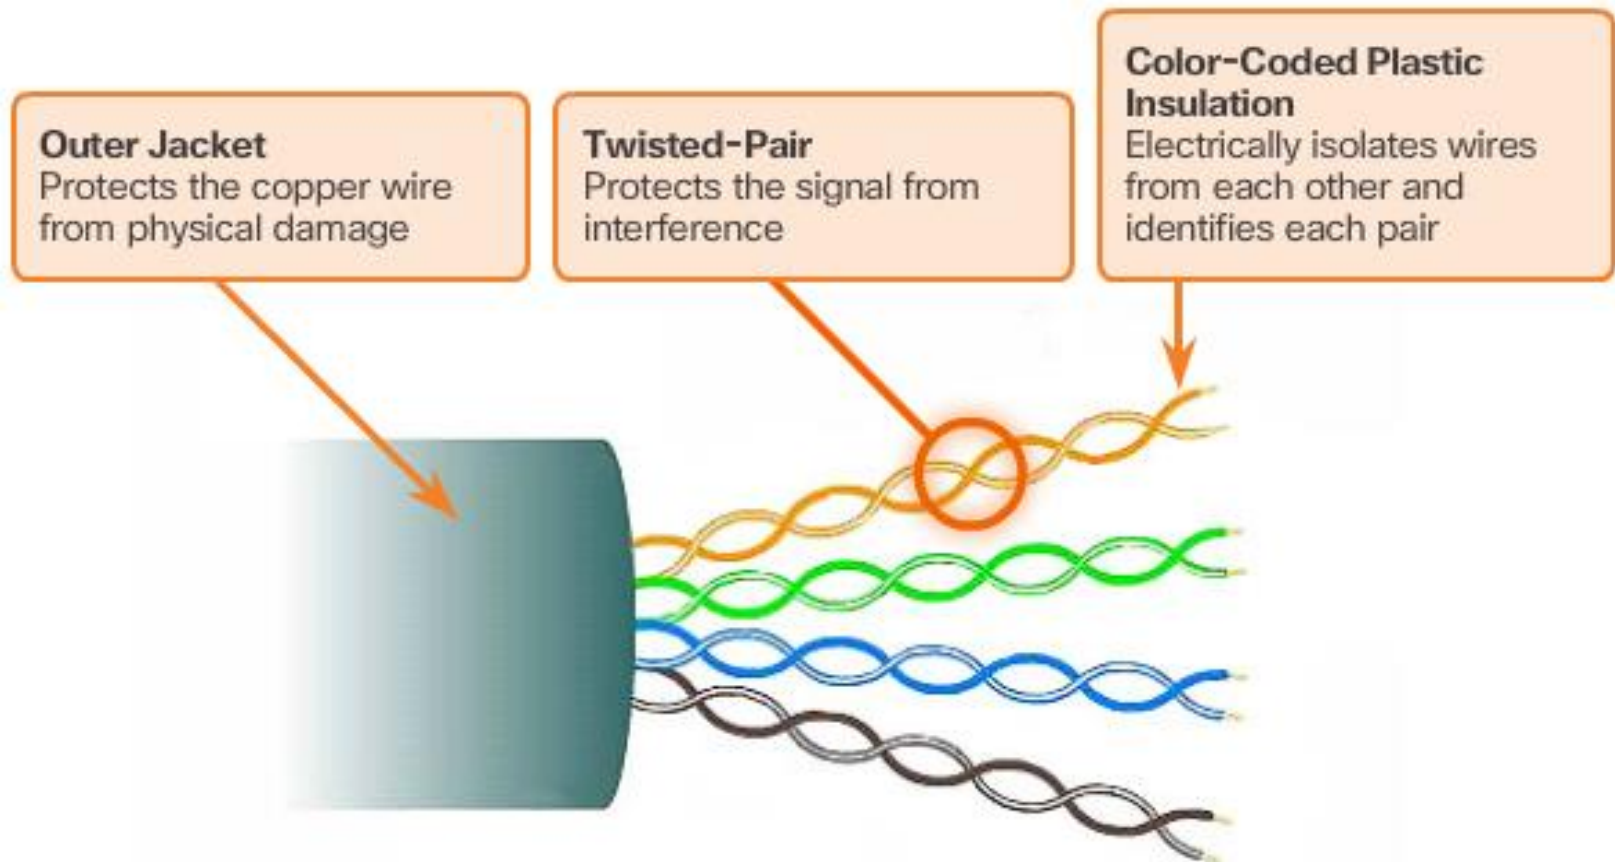 Outer Jacket
Protects the copper wire
from physical damage
Twisted-Pair
Protects the signal from
interference
Color-Coded Plastic
Insulation
Electrically isolates wires
from each other and
identifies each pair